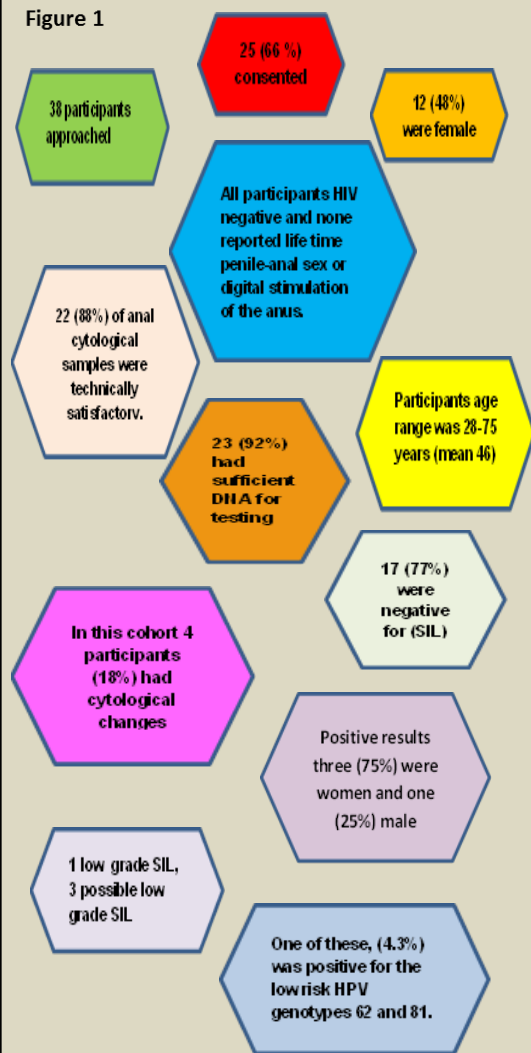 Figure 1
25 (66 %)
consented
38 participants
approached
12 (48%)
were female
All participants HIV
negative and none
reported life time
penile-anal sex or
digital stimulation
of the anus.
22 (88%) of anal
cytological
samples were
technically
satisfactory.
Participants age
range was 28-75
years (mean 46)
23 (92%)
had
sufficient
DNA for
testing
17 (77%)
were
negative
for (SIL)
In this cohort 4
participants
(18%) had
cytological
changes
Positive results
three (75%) were
women and one
(25%) male
1 low grade SIL,
3 possible low
grade SIL
One of these, (4.3%)
was positive for the
low risk HPV
genotypes 62 and 81.